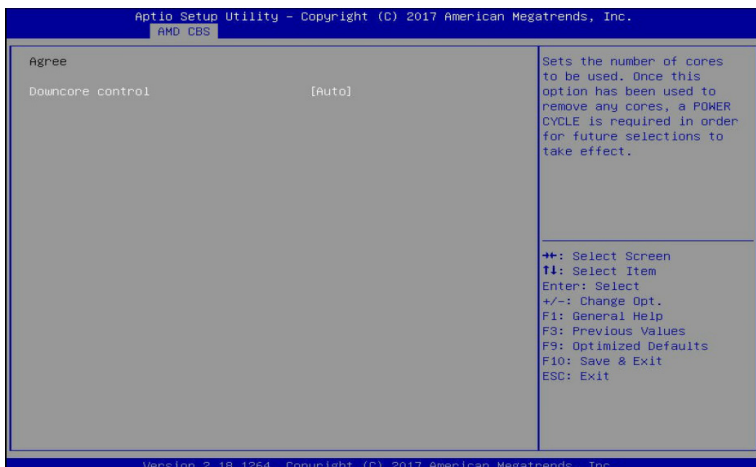 Aptio Setup Utility – Copyright (C) 2017 American Megatrends, Inc.
AMD CBS
Agree
Downcore control [Auto]
Sets the number of cores
to be used. Once this
option has been used to
remove any cores, a POWER
CYCLE is required in order
for future selections to
take effect.
→←: Select Screen
↑↓: Select Item
Enter: Select
+/-: Change Opt.
F1: General Help
F3: Previous Values
F9: Optimized Defaults
F10: Save & Exit
ESC: Exit
Version 2.18.1264. Copyright (C) 2017 American Megatrends, Inc.